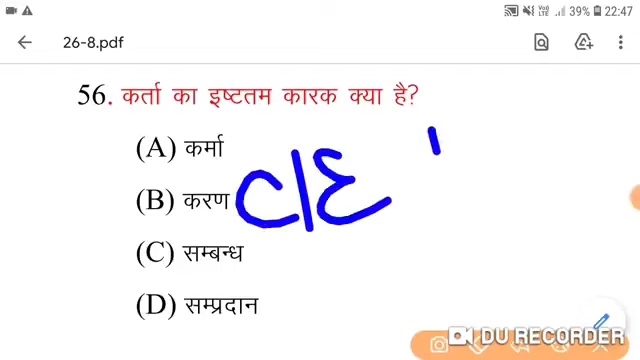 39% 22:47
26-8.pdf
56. कर्ता का इष्टतम कारक क्या है?
(A) कर्मा
(B) करण
(C) सम्बन्ध
(D) सम्प्रदान
DU RECORDER